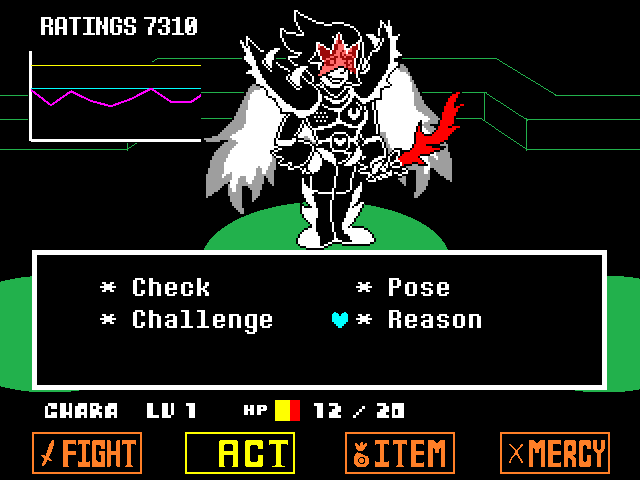 RATINGS 7310
* Check * Pose
* Challenge * Reason
CHARA LV 1 HP 12 / 20
FIGHT ACT ITEM MERCY